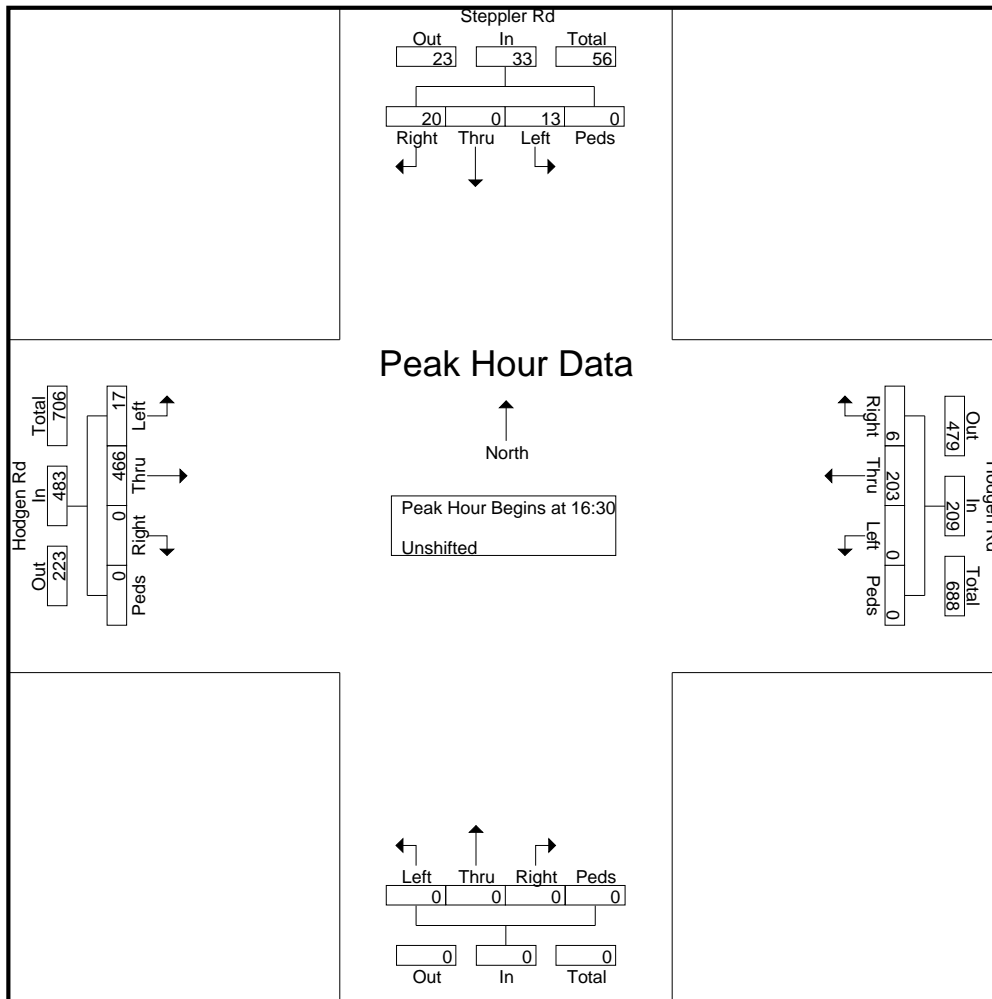 Steppler Rd
Out In Total
23 33 56
20 0 13 0
Right Thru Left Peds
Peak Hour Data
North
Peak Hour Begins at 16:30
Unshifted
Hodgen Rd
Out In Total
223 483 706
17 466 0 0
Left Thru Right Peds
Hodgen Rd
Out In Total
479 209 688
6 203 0 0
Right Thru Left Peds
Left Thru Right Peds
0 0 0 0
0 0 0
Out In Total